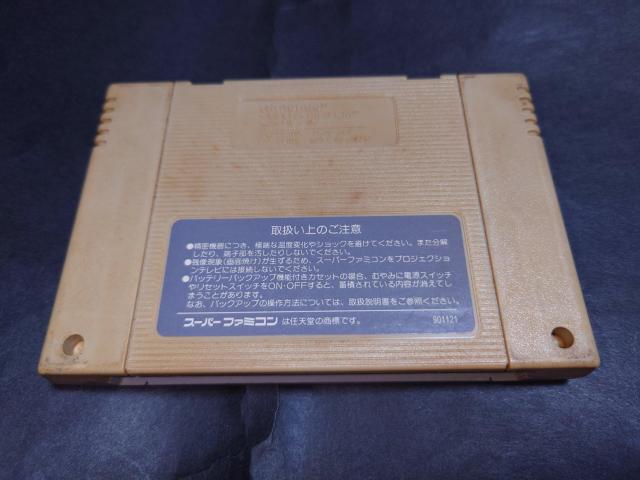 取扱い上のご注意
●精密機器につき、極端な温度変化やショックを避けてください。また分解
したり、端子部を汚したりしないでください。
●残像現象(画面焼け)が生ずるため、スーパーファミコンをプロジェクショ
ンテレビには接続しないでください。
●バッテリーバックアップ機能付きカセットの場合、むやみに電源スイッチ
やリセットスイッチをON・OFFすると、蓄積されている内容が消えてし
まうことがあります。
なお、バックアップの操作方法については、取扱説明書をご参照ください。
スーパーファミコン は任天堂の商標です。
901121